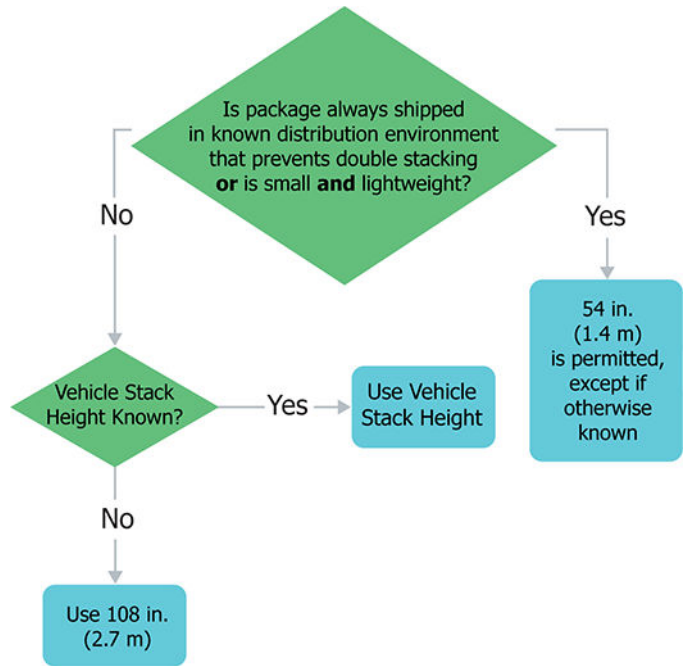 Is package always shipped
in known distribution environment
that prevents double stacking
or is small and lightweight?
No
Yes
54 in.
(1.4 m)
is permitted,
except if
otherwise
known
Vehicle Stack
Height Known?
Yes
Use Vehicle
Stack Height
No
Use 108 in.
(2.7 m)